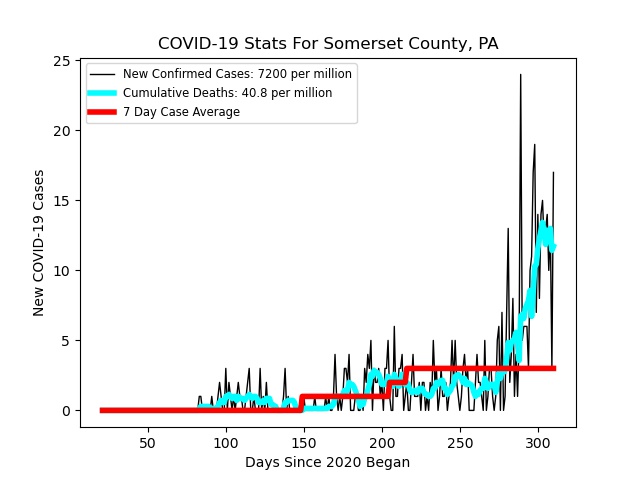 COVID-19 Stats For Somerset County, PA
New Confirmed Cases: 7200 per million
Cumulative Deaths: 40.8 per million
7 Day Case Average
New COVID-19 Cases
25
20
15
10
5
0
50 100 150 200 250 300
Days Since 2020 Began